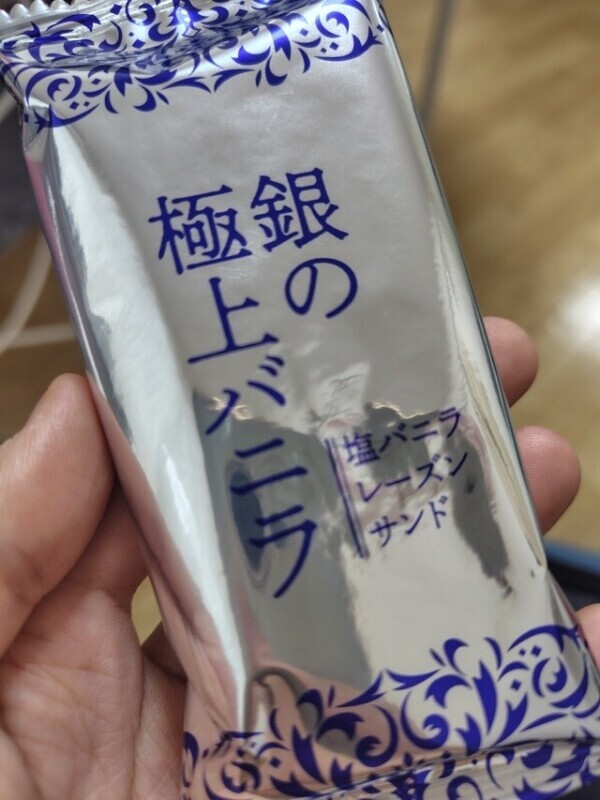 銀の
極上バニラ
塩バニラ
レーズン
サンド